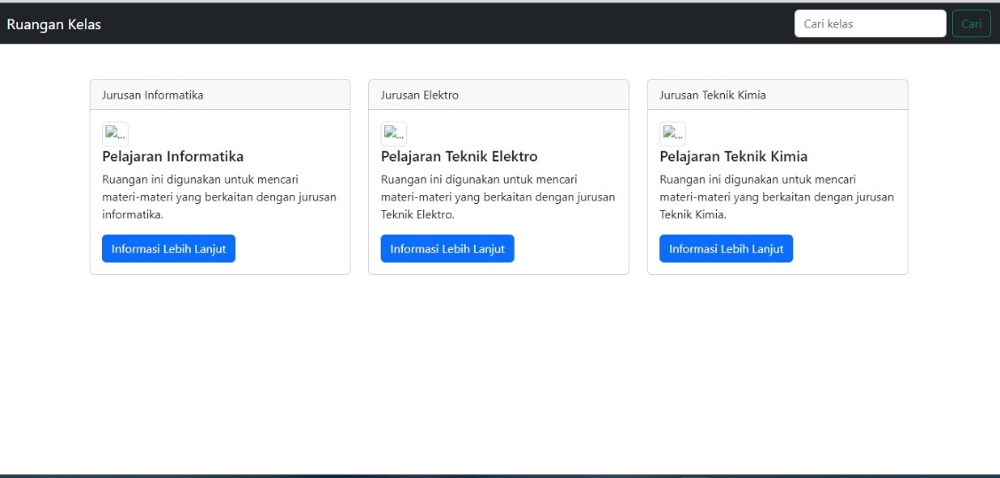 Ruangan Kelas
Cari kelas
Cari
Jurusan Informatika
...
Pelajaran Informatika
Ruangan ini digunakan untuk mencari
materi-materi yang berkaitan dengan jurusan
informatika.
Informasi Lebih Lanjut
Jurusan Elektro
...
Pelajaran Teknik Elektro
Ruangan ini digunakan untuk mencari
materi-materi yang berkaitan dengan jurusan
Teknik Elektro.
Informasi Lebih Lanjut
Jurusan Teknik Kimia
...
Pelajaran Teknik Kimia
Ruangan ini digunakan untuk mencari
materi-materi yang berkaitan dengan jurusan
Teknik Kimia.
Informasi Lebih Lanjut